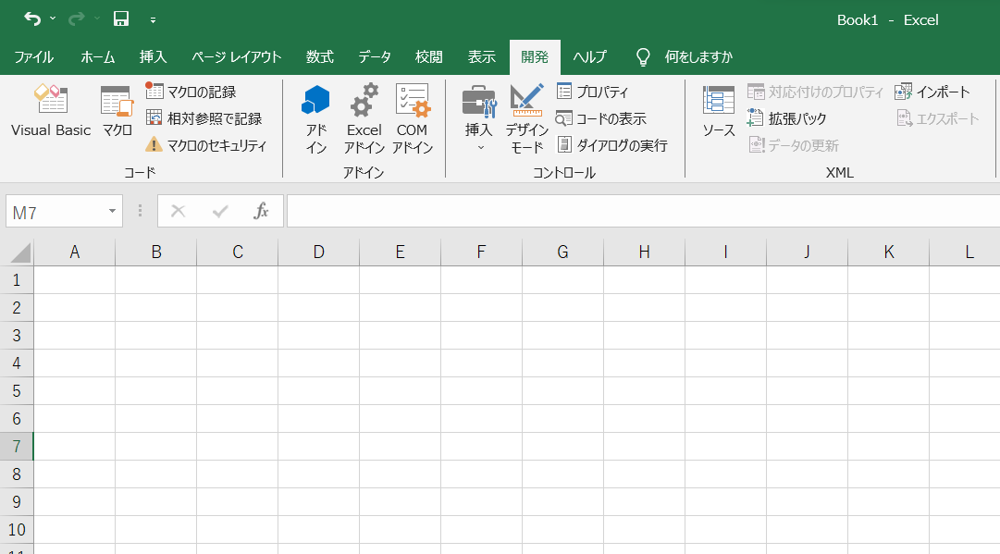 Book1 - Excel
ファイル ホーム 挿入 ページ レイアウト 数式 データ 校閲 表示 開発 ヘルプ 何をしますか
Visual Basic
マクロ
マクロの記録
相対参照で記録
マクロのセキュリティ
コード
アド
イン
Excel
アドイン
COM
アドイン
アドイン
挿入
デザイン
モード
プロパティ
コードの表示
ダイアログの実行
コントロール
ソース
対応付けのプロパティ
拡張パック
データの更新
インポート
エクスポート
XML
M7
fx
A B C D E F G H I J K L
1
2
3
4
5
6
7
8
9
10
11